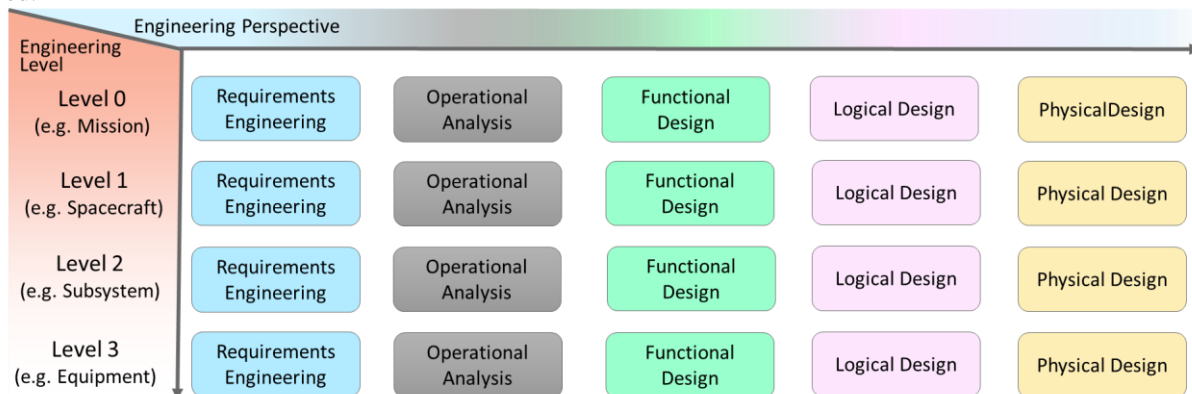 Engineering Perspective
Engineering
Level
Level 0
(e.g. Mission)
Requirements
Engineering
Operational
Analysis
Functional
Design
Logical Design
PhysicalDesign
Level 1
(e.g. Spacecraft)
Requirements
Engineering
Operational
Analysis
Functional
Design
Logical Design
Physical Design
Level 2
(e.g. Subsystem)
Requirements
Engineering
Operational
Analysis
Functional
Design
Logical Design
Physical Design
Level 3
(e.g. Equipment)
Requirements
Engineering
Operational
Analysis
Functional
Design
Logical Design
Physical Design